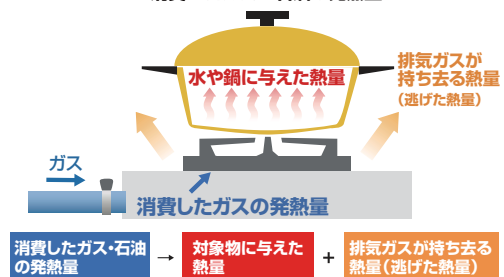 水や鍋に与えた熱量
排気ガスが
持ち去る熱量
(逃げた熱量)
ガス
消費したガスの発熱量
消費したガス・石油
の発熱量
→
対象物に与えた
熱量
+
排気ガスが持ち去る
熱量(逃げた熱量)